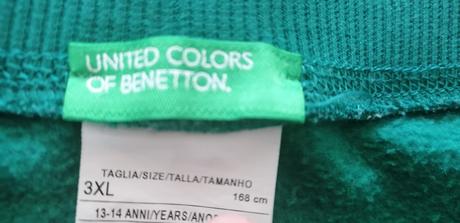 UNITED COLORS
OF BENETTON.
TAGLIA/SIZE/TALLA/TAMANHO
3XL 168 cm
13-14 ANNI/YEARS/